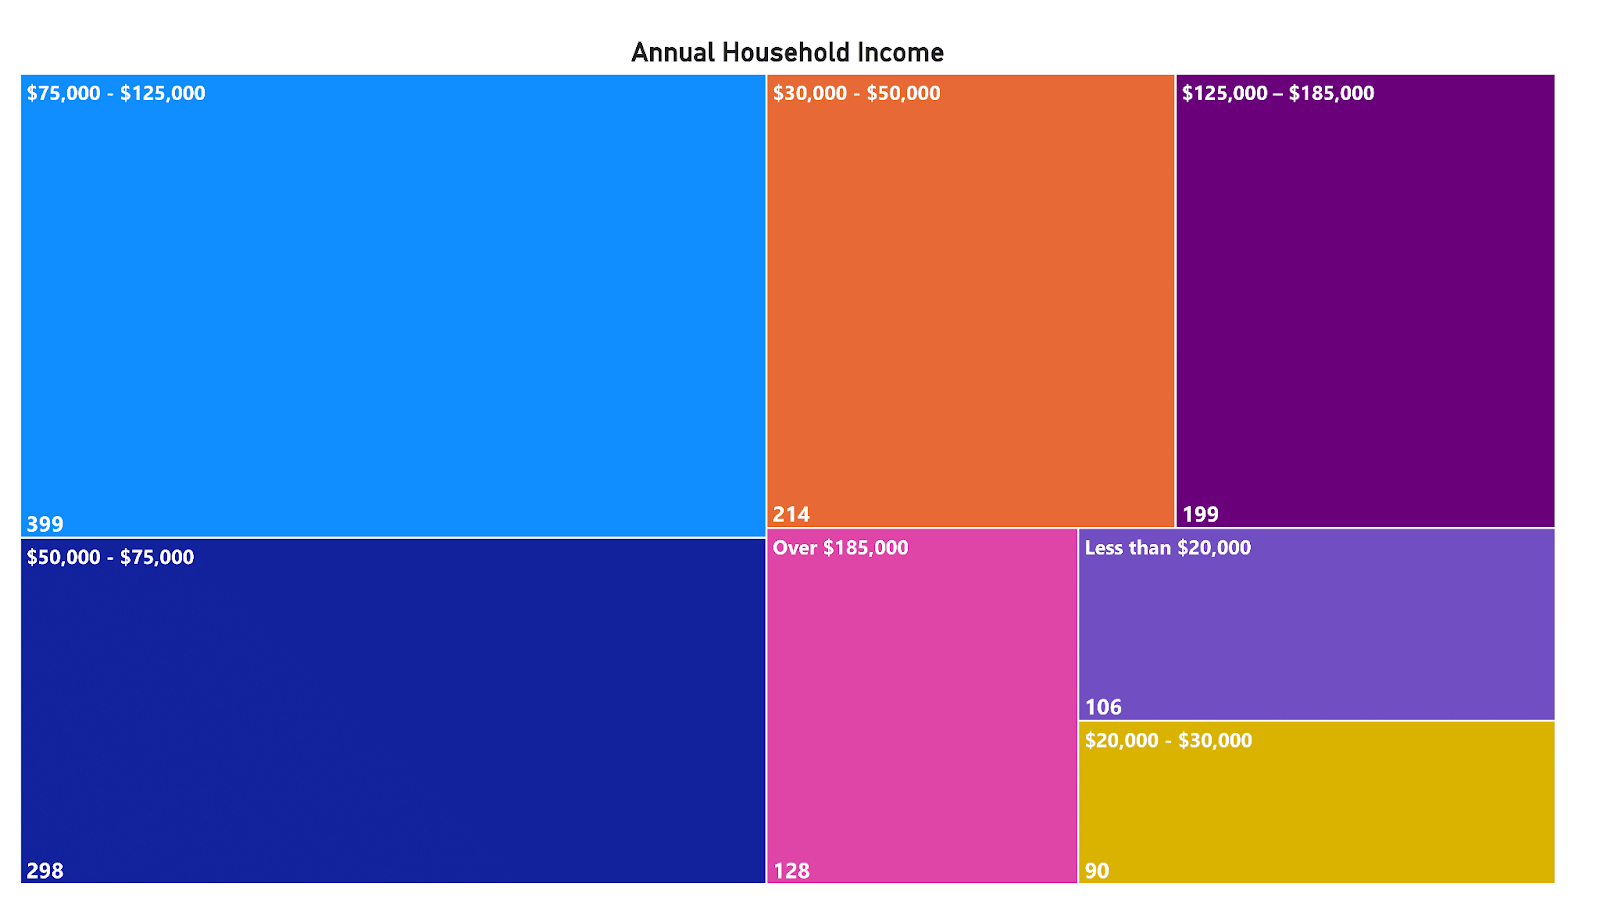 Annual Household Income
$75,000 - $125,000
399
$50,000 - $75,000
298
$30,000 - $50,000
214
$125,000 – $185,000
199
Over $185,000
128
Less than $20,000
106
$20,000 - $30,000
90